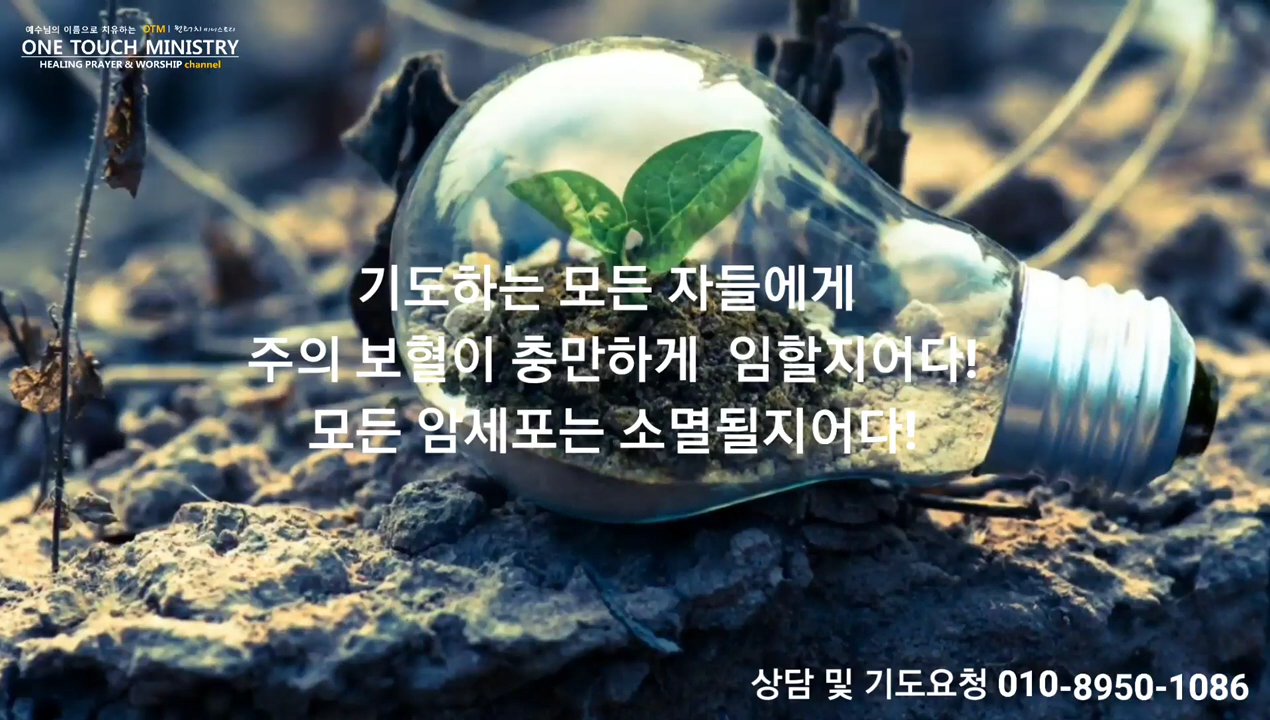 예수님의 이름으로 치유하는 OTM | 원터치 미니스트리
ONE TOUCH MINISTRY
HEALING PRAYER & WORSHIP channel
기도하는 모든 자들에게
주의 보혈이 충만하게 임할지어다!
모든 암세포는 소멸될지어다!
상담 및 기도요청 010-8950-1086